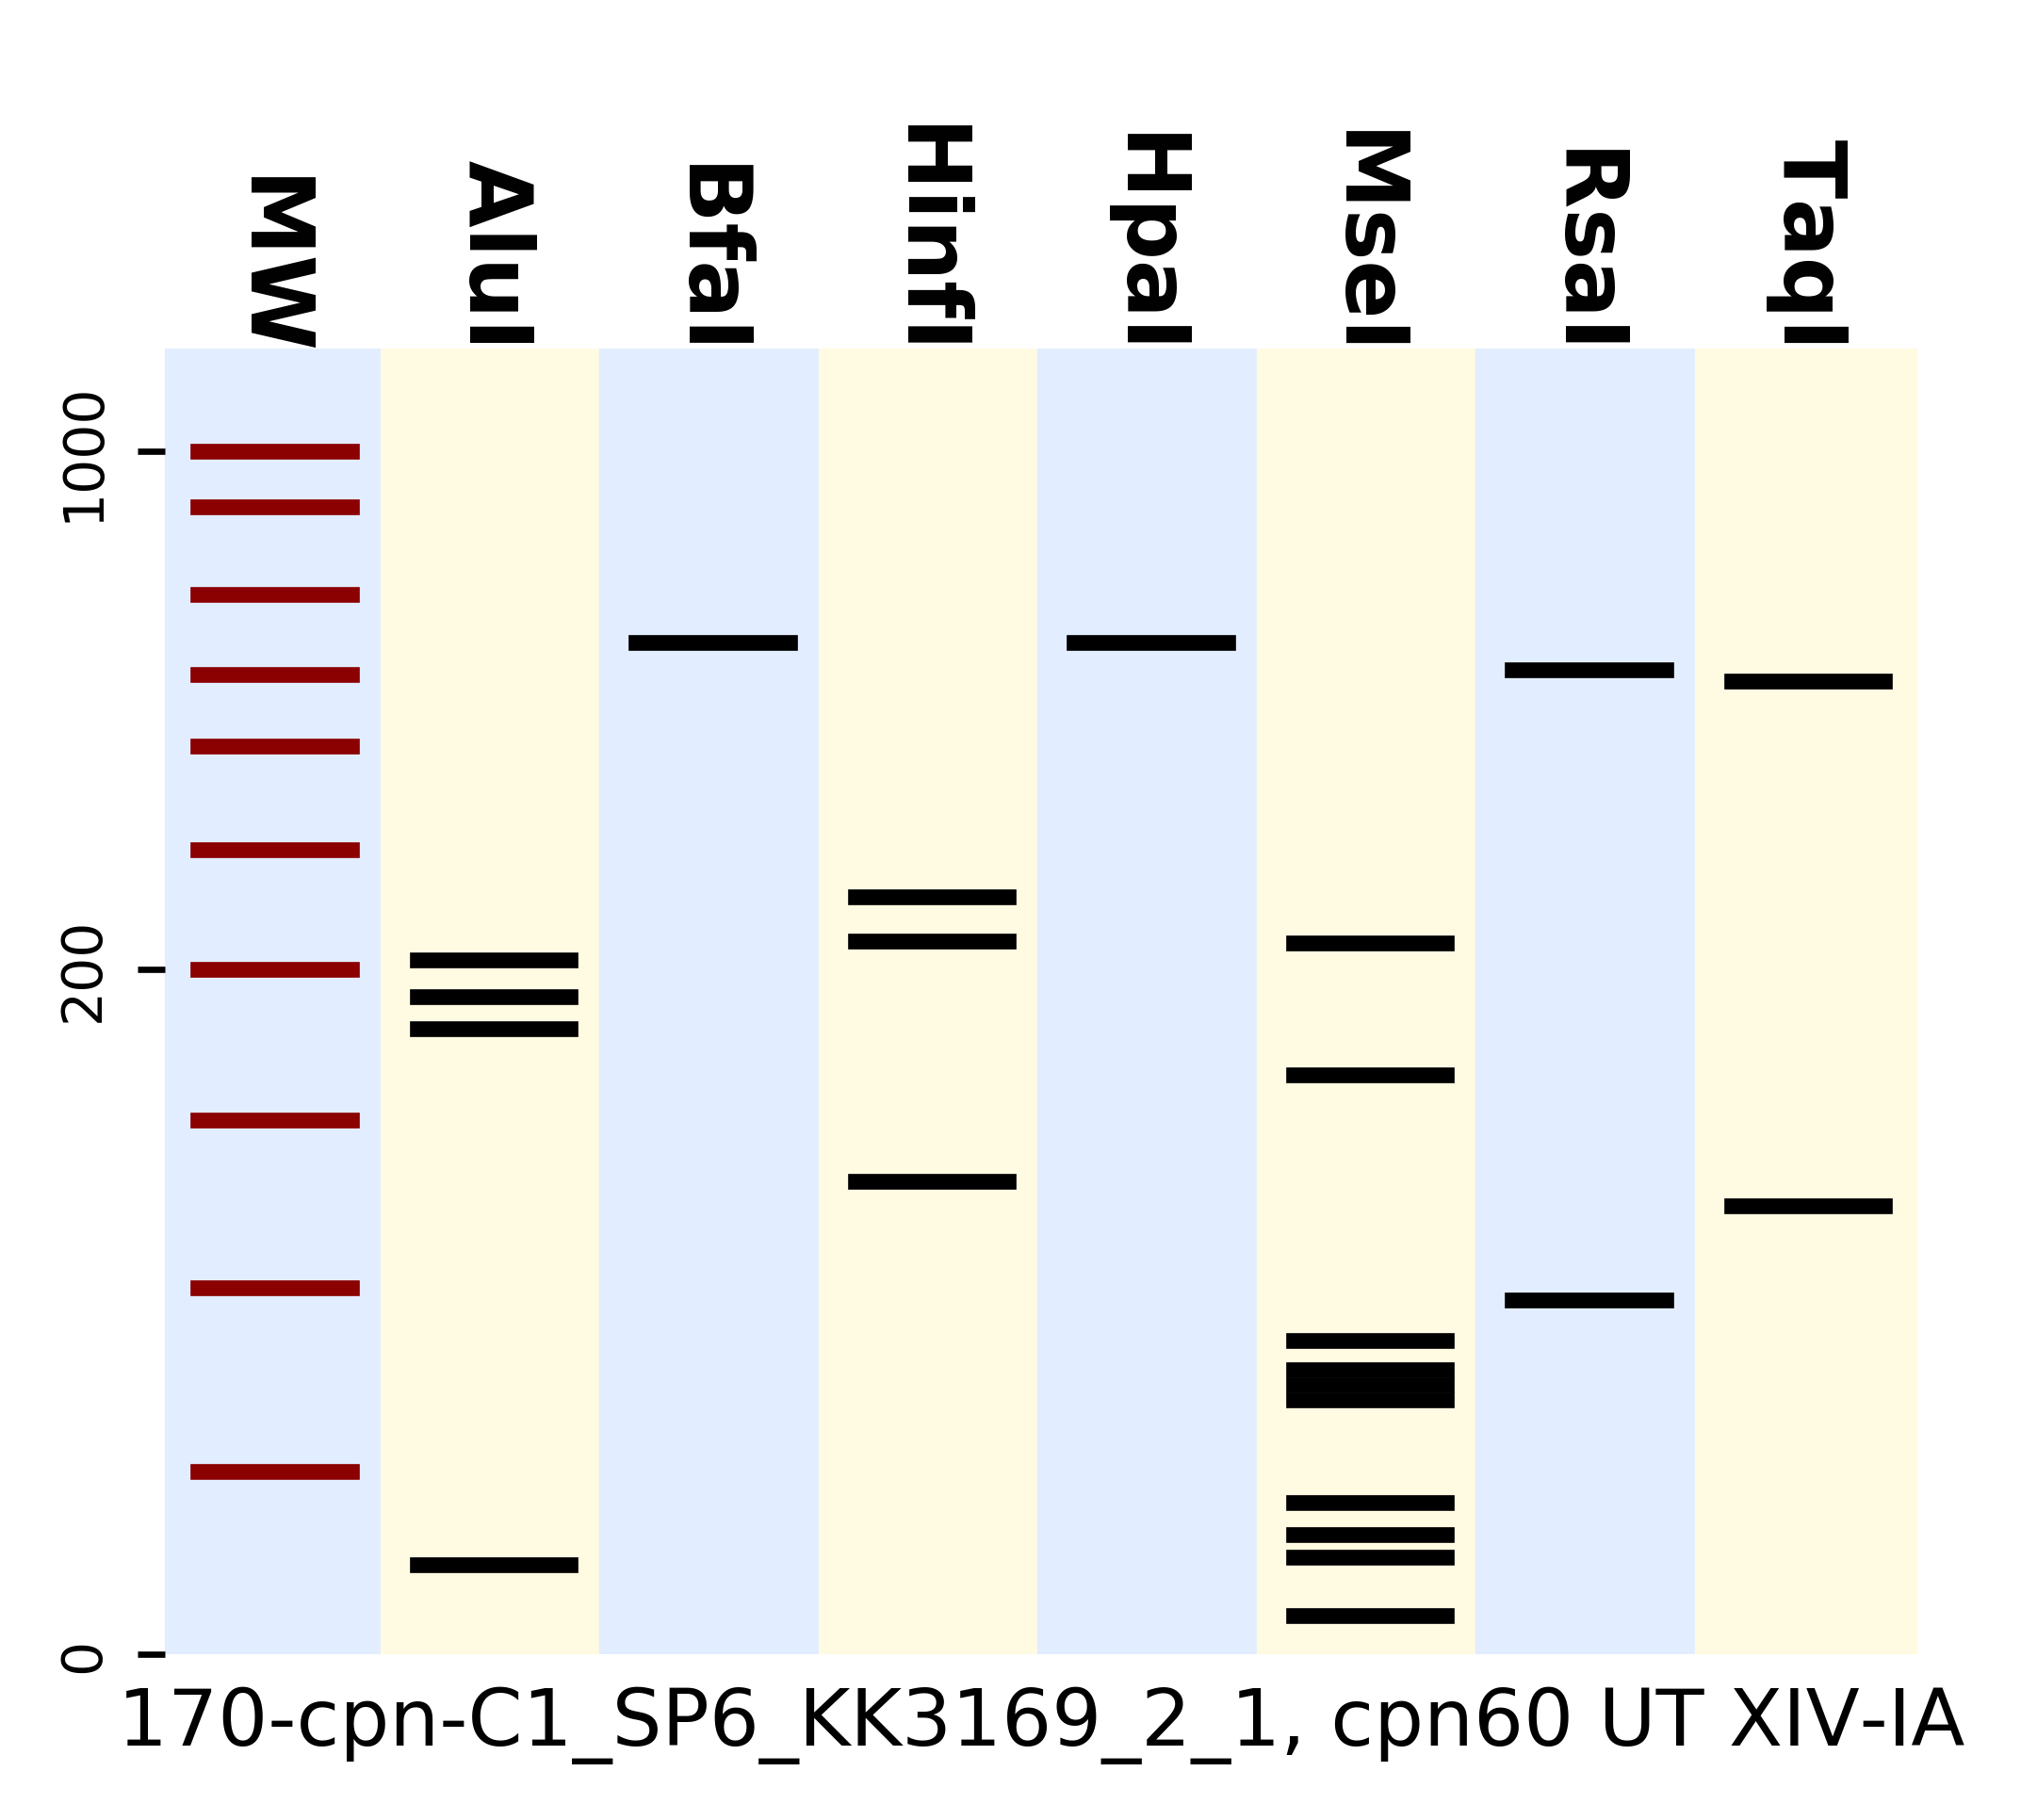 MW
AluI
BfaI
HinfI
HpaI
MseI
RsaI
TaqI
1000
200
0
170-cpn-C1_SP6_KK3169_2_1, cpn60 UT XIV-IA